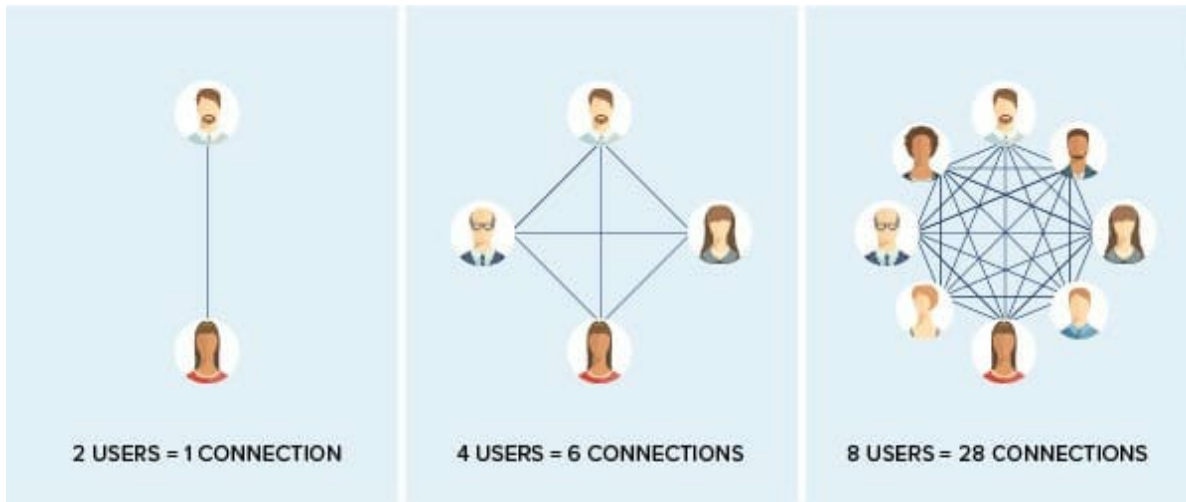 2 USERS = 1 CONNECTION
4 USERS = 6 CONNECTIONS
8 USERS = 28 CONNECTIONS